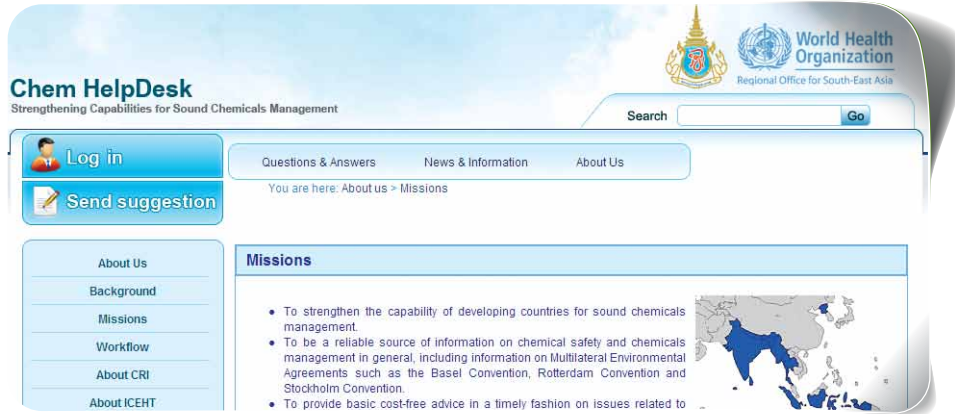 World Health
Organization
Regional Office for South-East Asia
Chem HelpDesk
Strengthening Capabilities for Sound Chemicals Management
Search
Go
Log in
Send suggestion
Questions & Answers
News & Information
About Us
You are here: About us > Missions
About Us
Background
Missions
Workflow
About CRI
About ICEHT
Missions
• To strengthen the capability of developing countries for sound chemicals
management.
• To be a reliable source of information on chemical safety and chemicals
management in general, including information on Multilateral Environmental
Agreements such as the Basel Convention, Rotterdam Convention and
Stockholm Convention.
• To provide basic cost-free advice in a timely fashion on issues related to